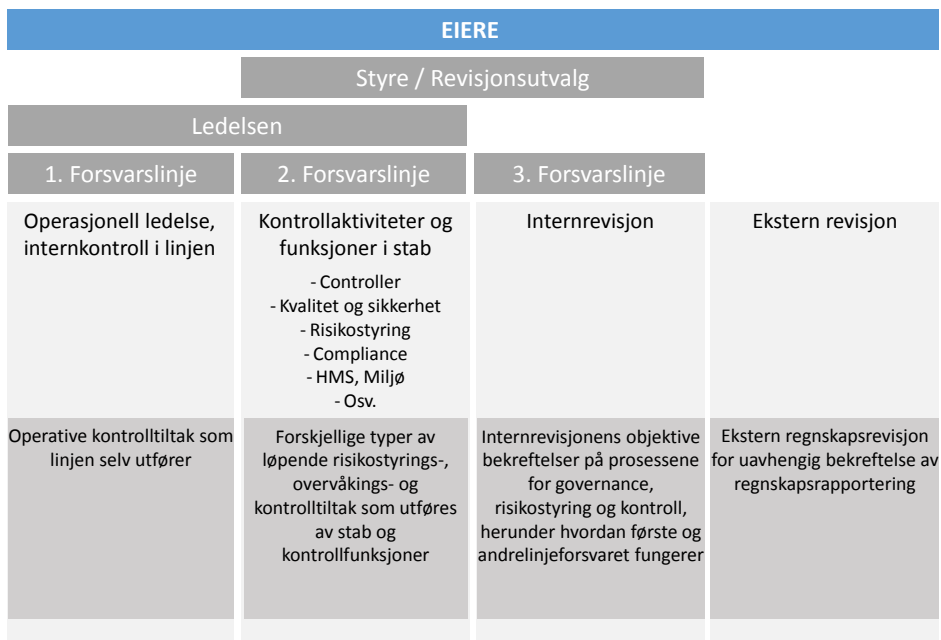 EIERE
Styre / Revisjonsutvalg
Ledelsen
1. Forsvarslinje
2. Forsvarslinje
3. Forsvarslinje
Operasjonell ledelse,
internkontroll i linjen
Kontrollaktiviteter og
funksjoner i stab
- Controller
- Kvalitet og sikkerhet
- Risikostyring
- Compliance
- HMS, Miljø
- Osv.
Internrevisjon
Ekstern revisjon
Operative kontrolltiltak som
linjen selv utfører
Forskjellige typer av
løpende risikostyrings-,
overvåkings- og
kontrolltiltak som utføres
av stab og
kontrollfunksjoner
Internrevisjonens objektive
bekreftelser på prosessene
for governance,
risikostyring og kontroll,
herunder hvordan første og
andrelinjeforsvaret fungerer
Ekstern regnskapsrevisjon
for uavhengig bekreftelse av
regnskapsrapportering